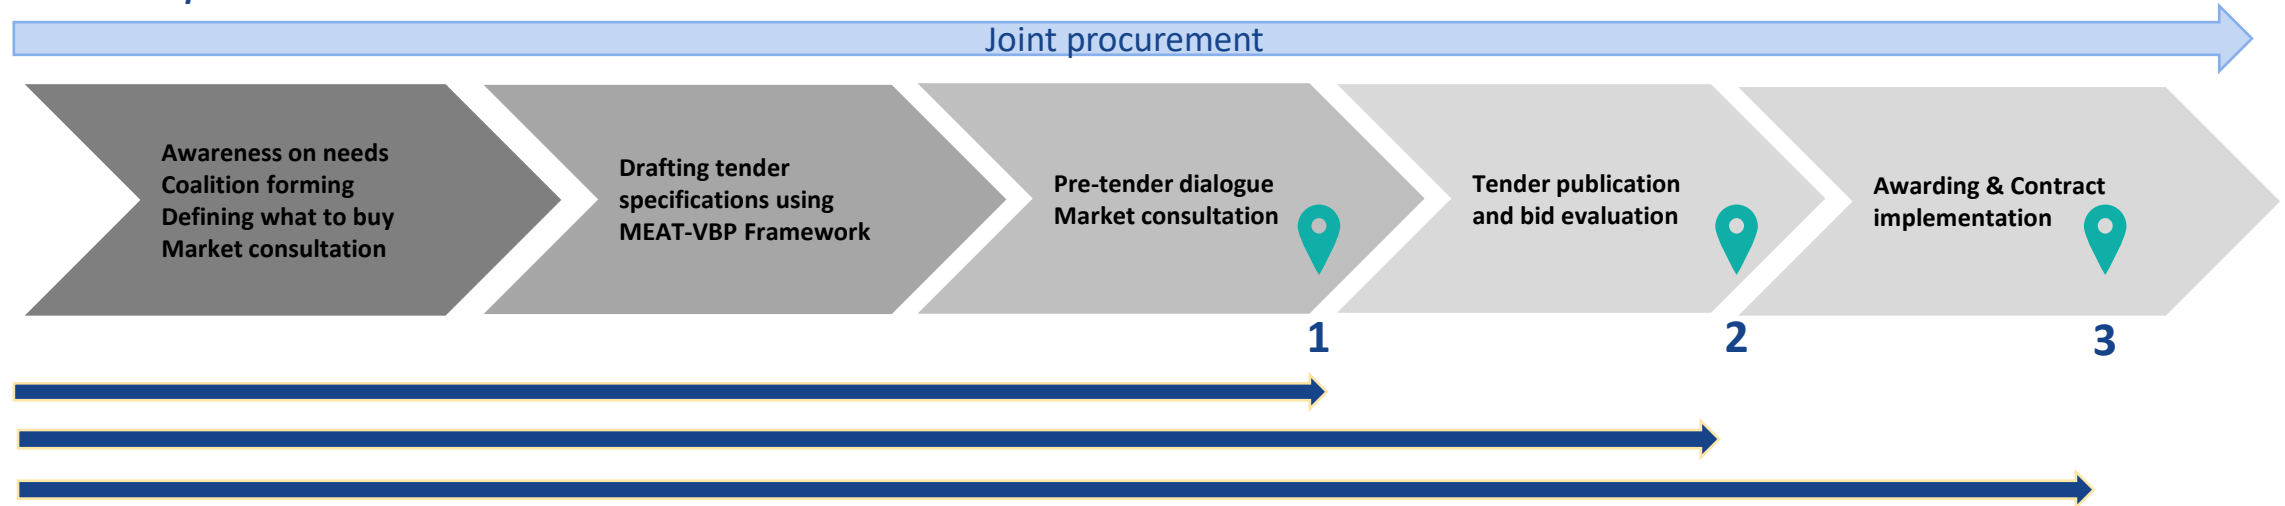 Joint procurement
Awareness on needs
Coalition forming
Defining what to buy
Market consultation
Drafting tender
specifications using
MEAT-VBP Framework
Pre-tender dialogue
Market consultation
Tender publication
and bid evaluation
Awarding & Contract
implementation
1
2
3